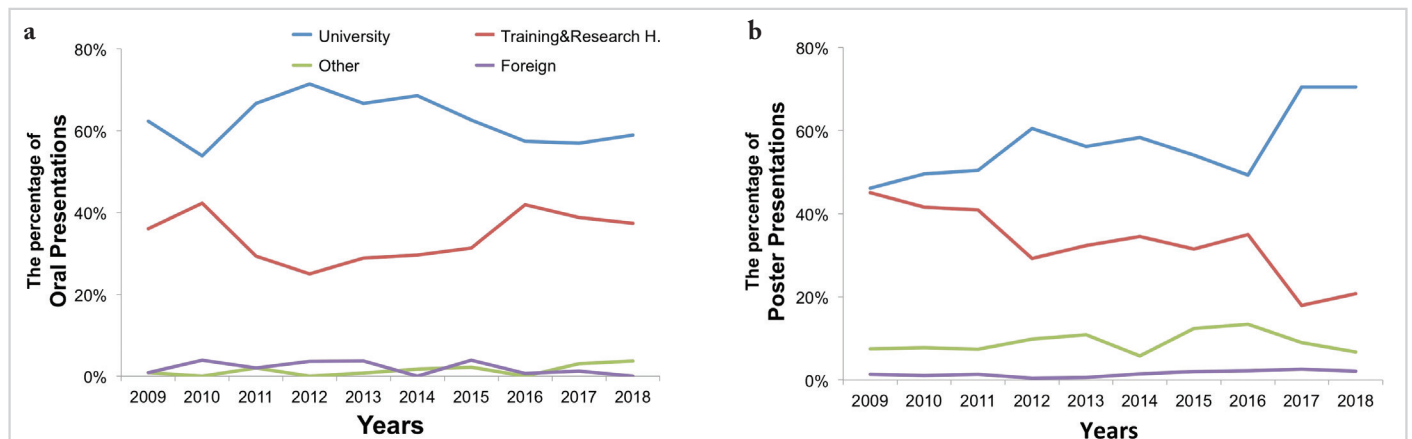 a
University
Training&Research H.
Other
Foreign
80%
60%
40%
20%
0%
The percentage of
Oral Presentations
2009 2010 2011 2012 2013 2014 2015 2016 2017 2018
Years
b
80%
60%
40%
20%
0%
The percentage of
Poster Presentations
2009 2010 2011 2012 2013 2014 2015 2016 2017 2018
Years